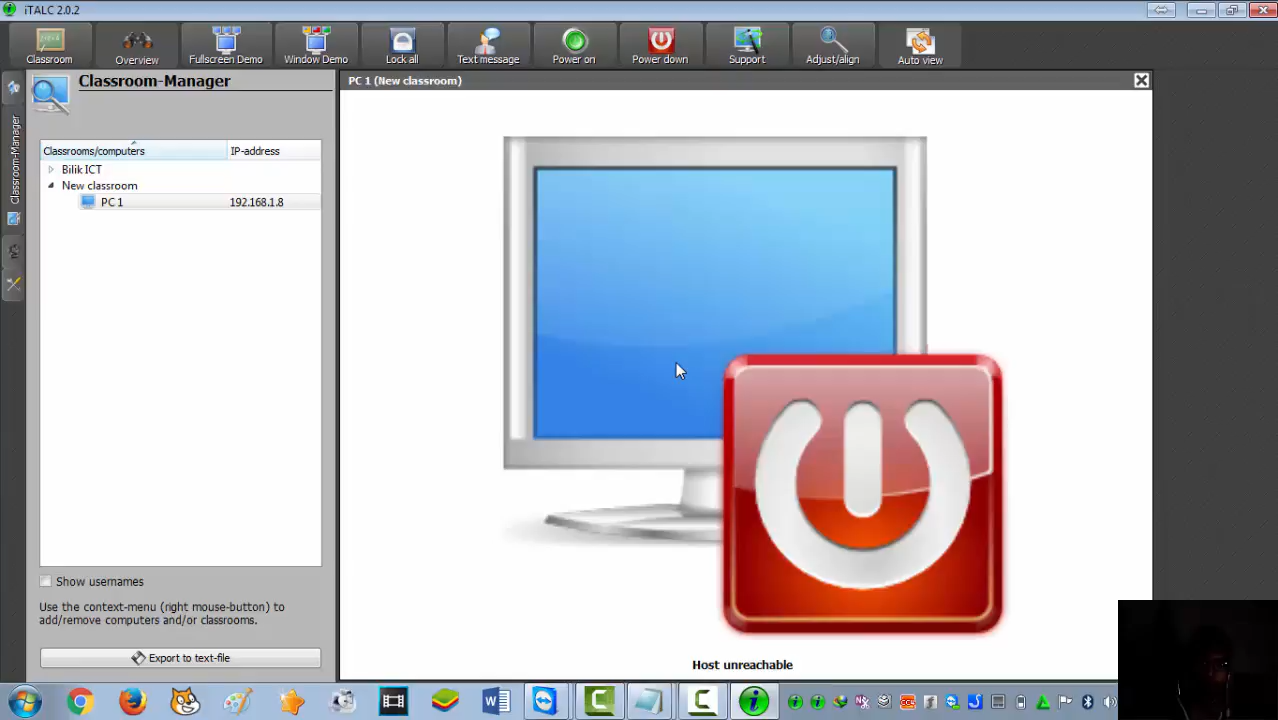 iTALC 2.0.2
Classroom
Overview
Fullscreen Demo
Window Demo
Lock all
Text message
Power on
Power down
Support
Adjust/align
Auto view
Classroom-Manager
Classroom-Manager
PC 1 (New classroom)
Classrooms/computers
IP-address
Bilik ICT
New classroom
PC 1
192.168.1.8
Show usernames
Use the context-menu (right mouse-button) to
add/remove computers and/or classrooms.
Export to text-file
Host unreachable